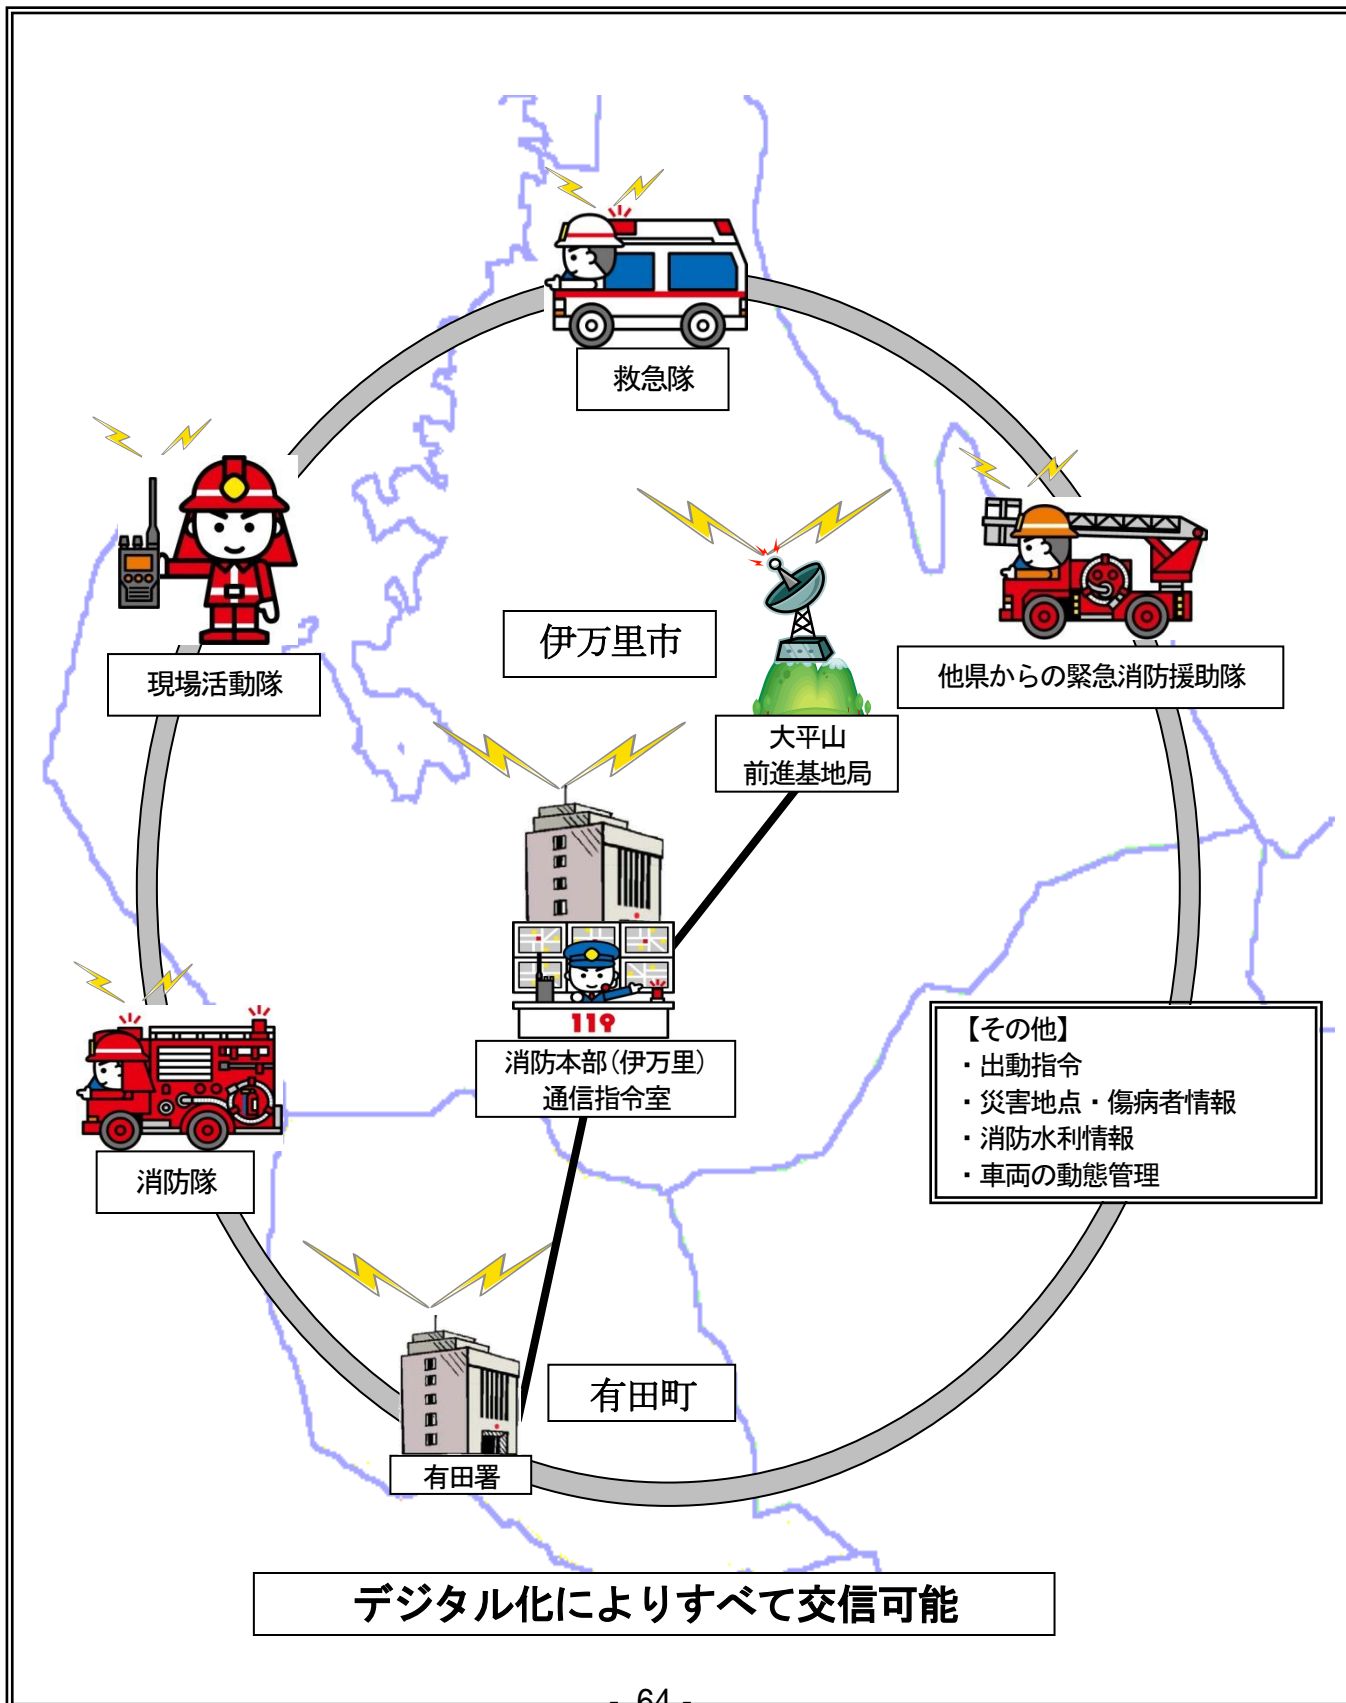 救急隊
現場活動隊
伊万里市
他県からの緊急消防援助隊
大平山
前進基地局
119
消防本部(伊万里)
通信指令室
【その他】
・出動指令
・災害地点・傷病者情報
・消防水利情報
・車両の動態管理
消防隊
有田町
有田署
デジタル化によりすべて交信可能
- 64 -